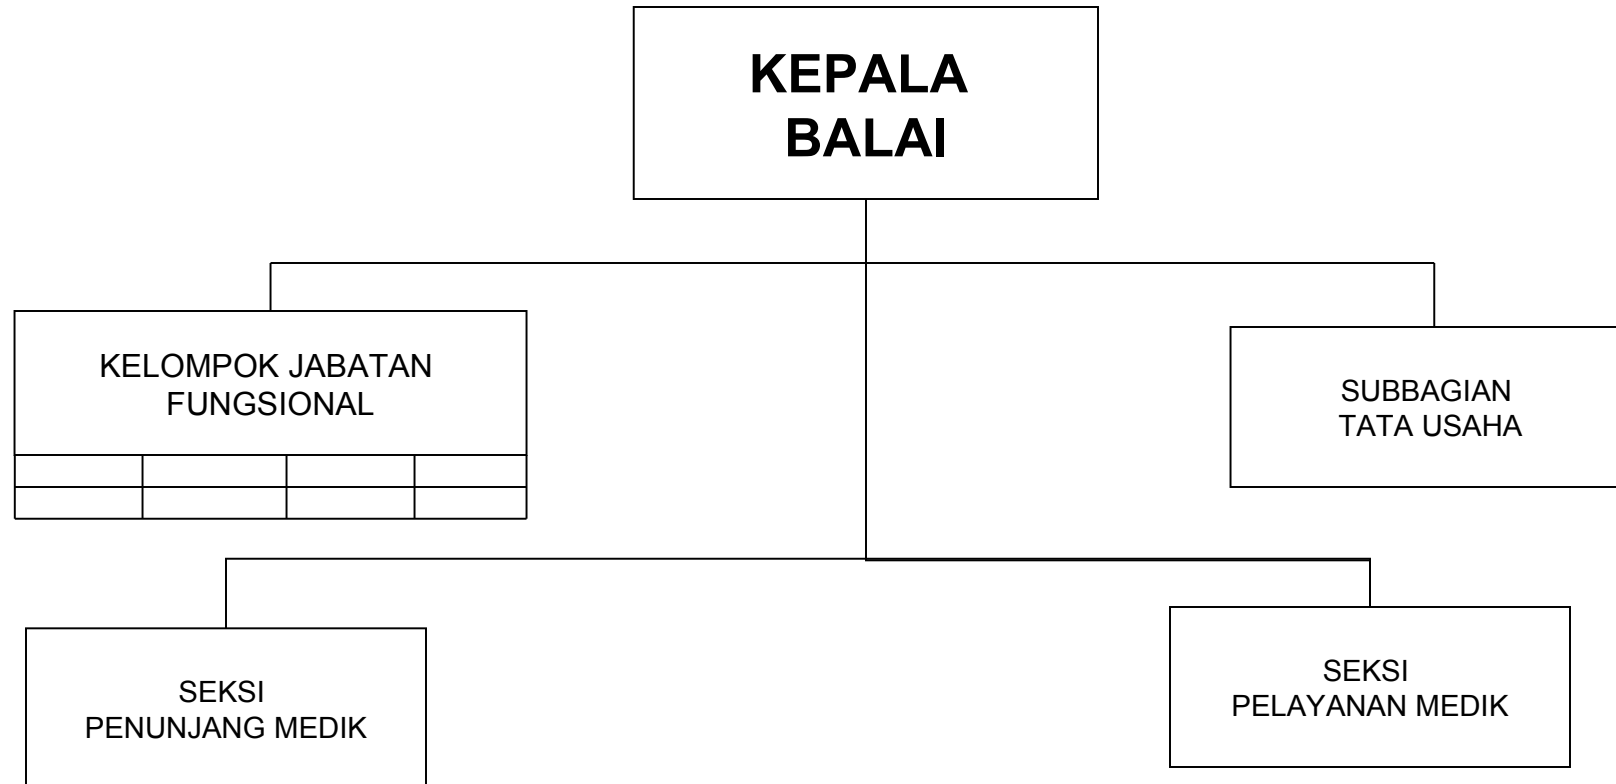 KEPALA
BALAI
KELOMPOK JABATAN
FUNGSIONAL
SUBBAGIAN
TATA USAHA
SEKSI
PENUNJANG MEDIK
SEKSI
PELAYANAN MEDIK